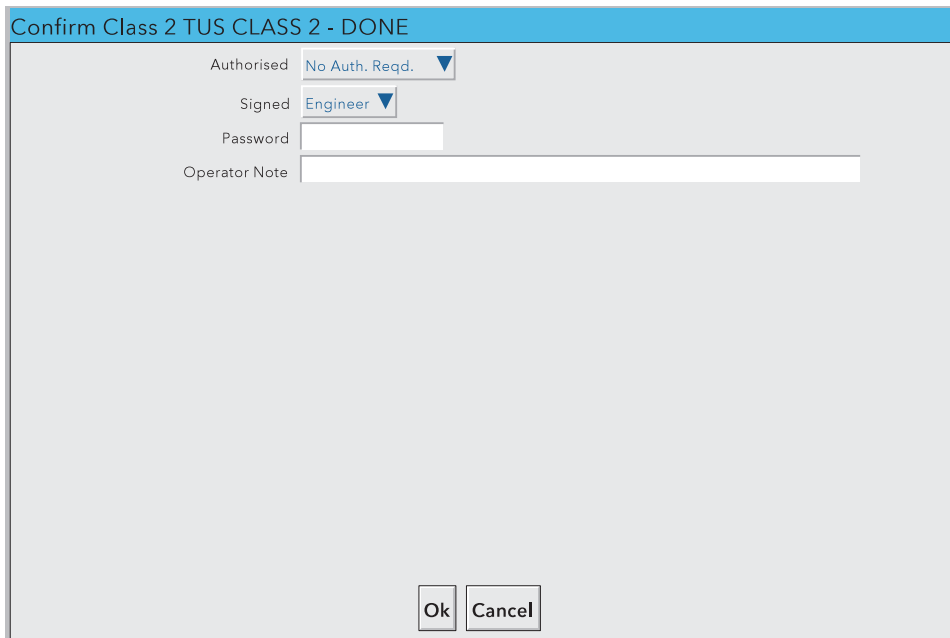 Confirm Class 2 TUS CLASS 2 - DONE
Authorised No Auth. Reqd.
Signed Engineer
Password
Operator Note
Ok Cancel